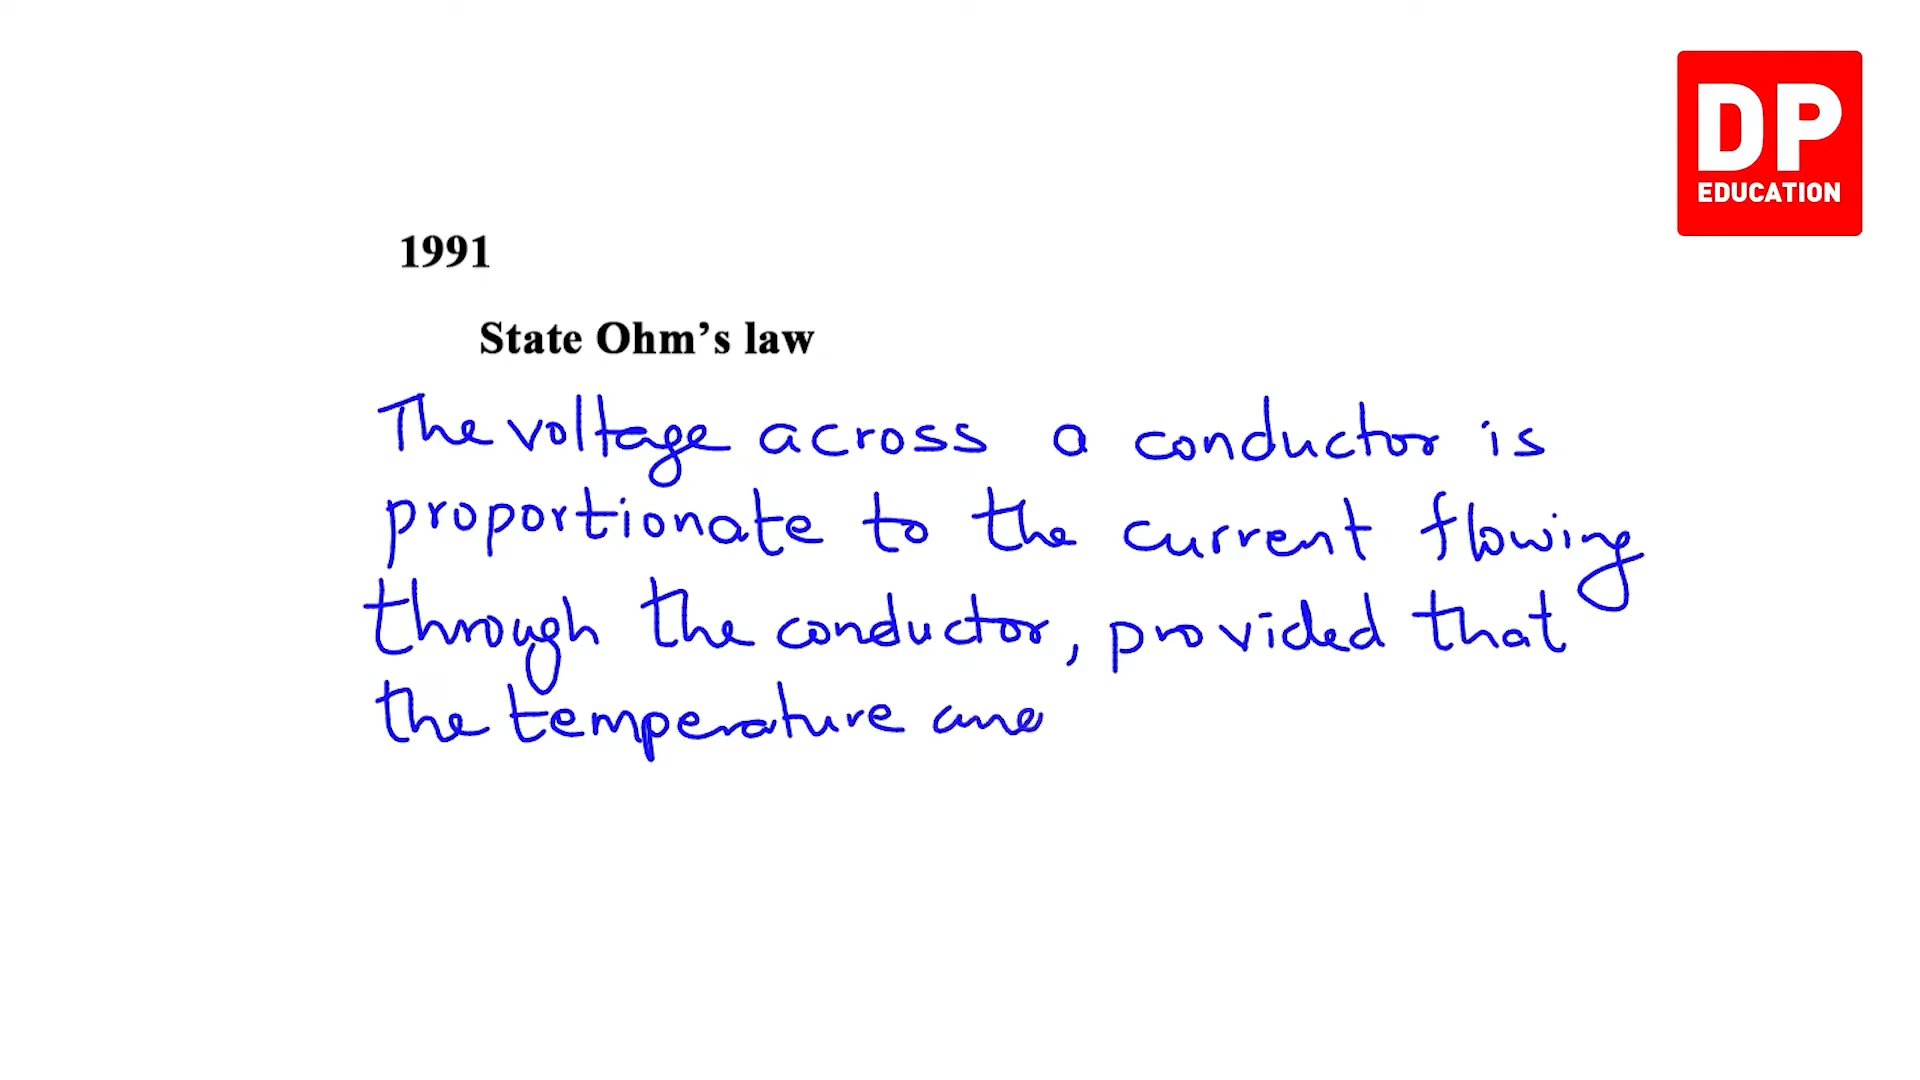 DP
EDUCATION
1991
State Ohm’s law
The voltage across a conductor is
proportionate to the current flowing
through the conductor, provided that
the temperature